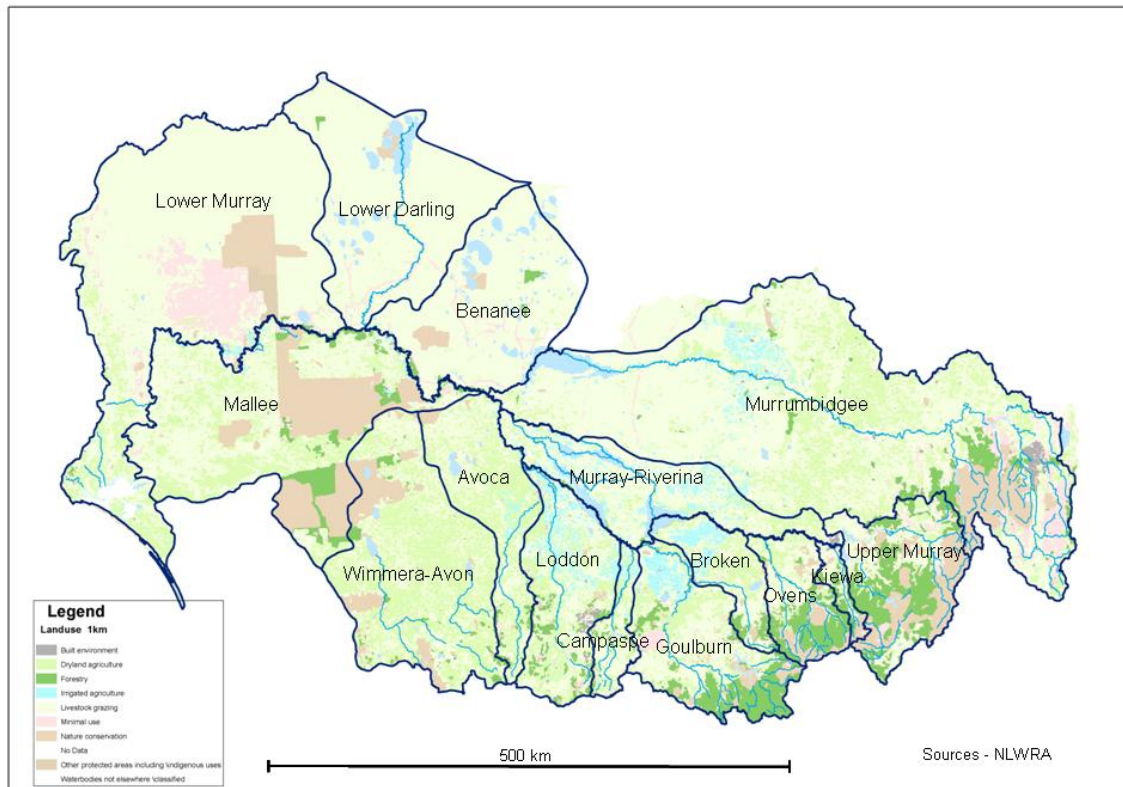 Lower Murray
Lower Darling
Benanee
Mallee
Murrumbidgee
Avoca
Murray-Riverina
Loddon
Broken
Upper Murray
Kiewa
Ovens
Wimmera-Avon
Campaspe
Goulburn
Legend
Landuse 1km
Built environment
Dryland agriculture
Forestry
Irrigated agriculture
Livestock grazing
Minimal use
Nature conservation
No Data
Other protected areas including \indigenous uses
Waterbodies not elsewhere \classified
500 km
Sources - NLWRA